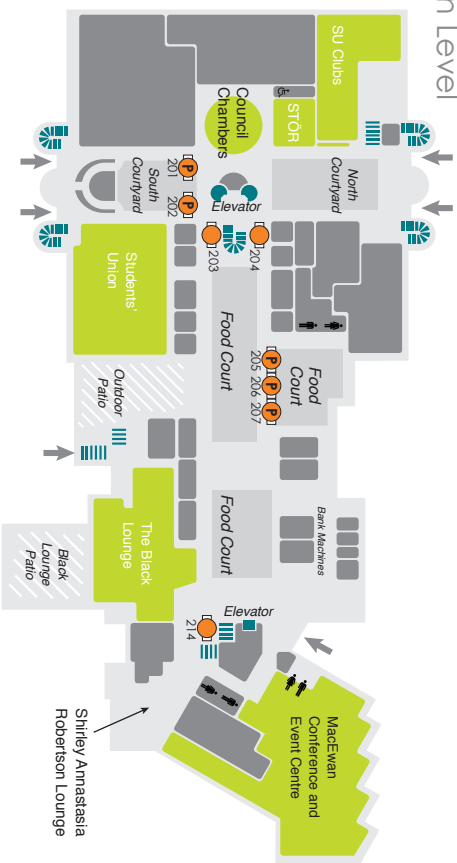 n Level
SU Clubs
STÖR
North
Courtyard
Council
Chambers
Elevator
South
Courtyard
P
201
P
202
203
204
Students'
Union
Food Court
Food
Court
P
205
P
206
P
207
Outdoor
Patio
Food Court
Bank Machines
The Black
Lounge
Black
Lounge
Patio
Elevator
214
MacEwan
Conference and
Event Centre
Shirley Annastasia
Robertson Lounge